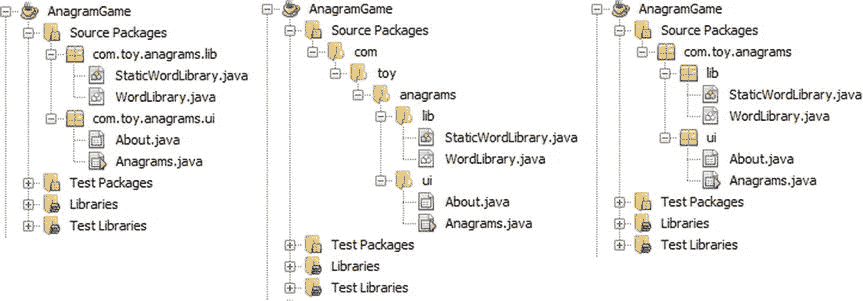 AnagramGame
Source Packages
com.toy.anagrams.lib
StaticWordLibrary.java
WordLibrary.java
com.toy.anagrams.ui
About.java
Anagrams.java
Test Packages
Libraries
Test Libraries
AnagramGame
Source Packages
com
toy
anagrams
lib
StaticWordLibrary.java
WordLibrary.java
ui
About.java
Anagrams.java
Test Packages
Libraries
Test Libraries
AnagramGame
Source Packages
com.toy.anagrams
lib
StaticWordLibrary.java
WordLibrary.java
ui
About.java
Anagrams.java
Test Packages
Libraries
Test Libraries